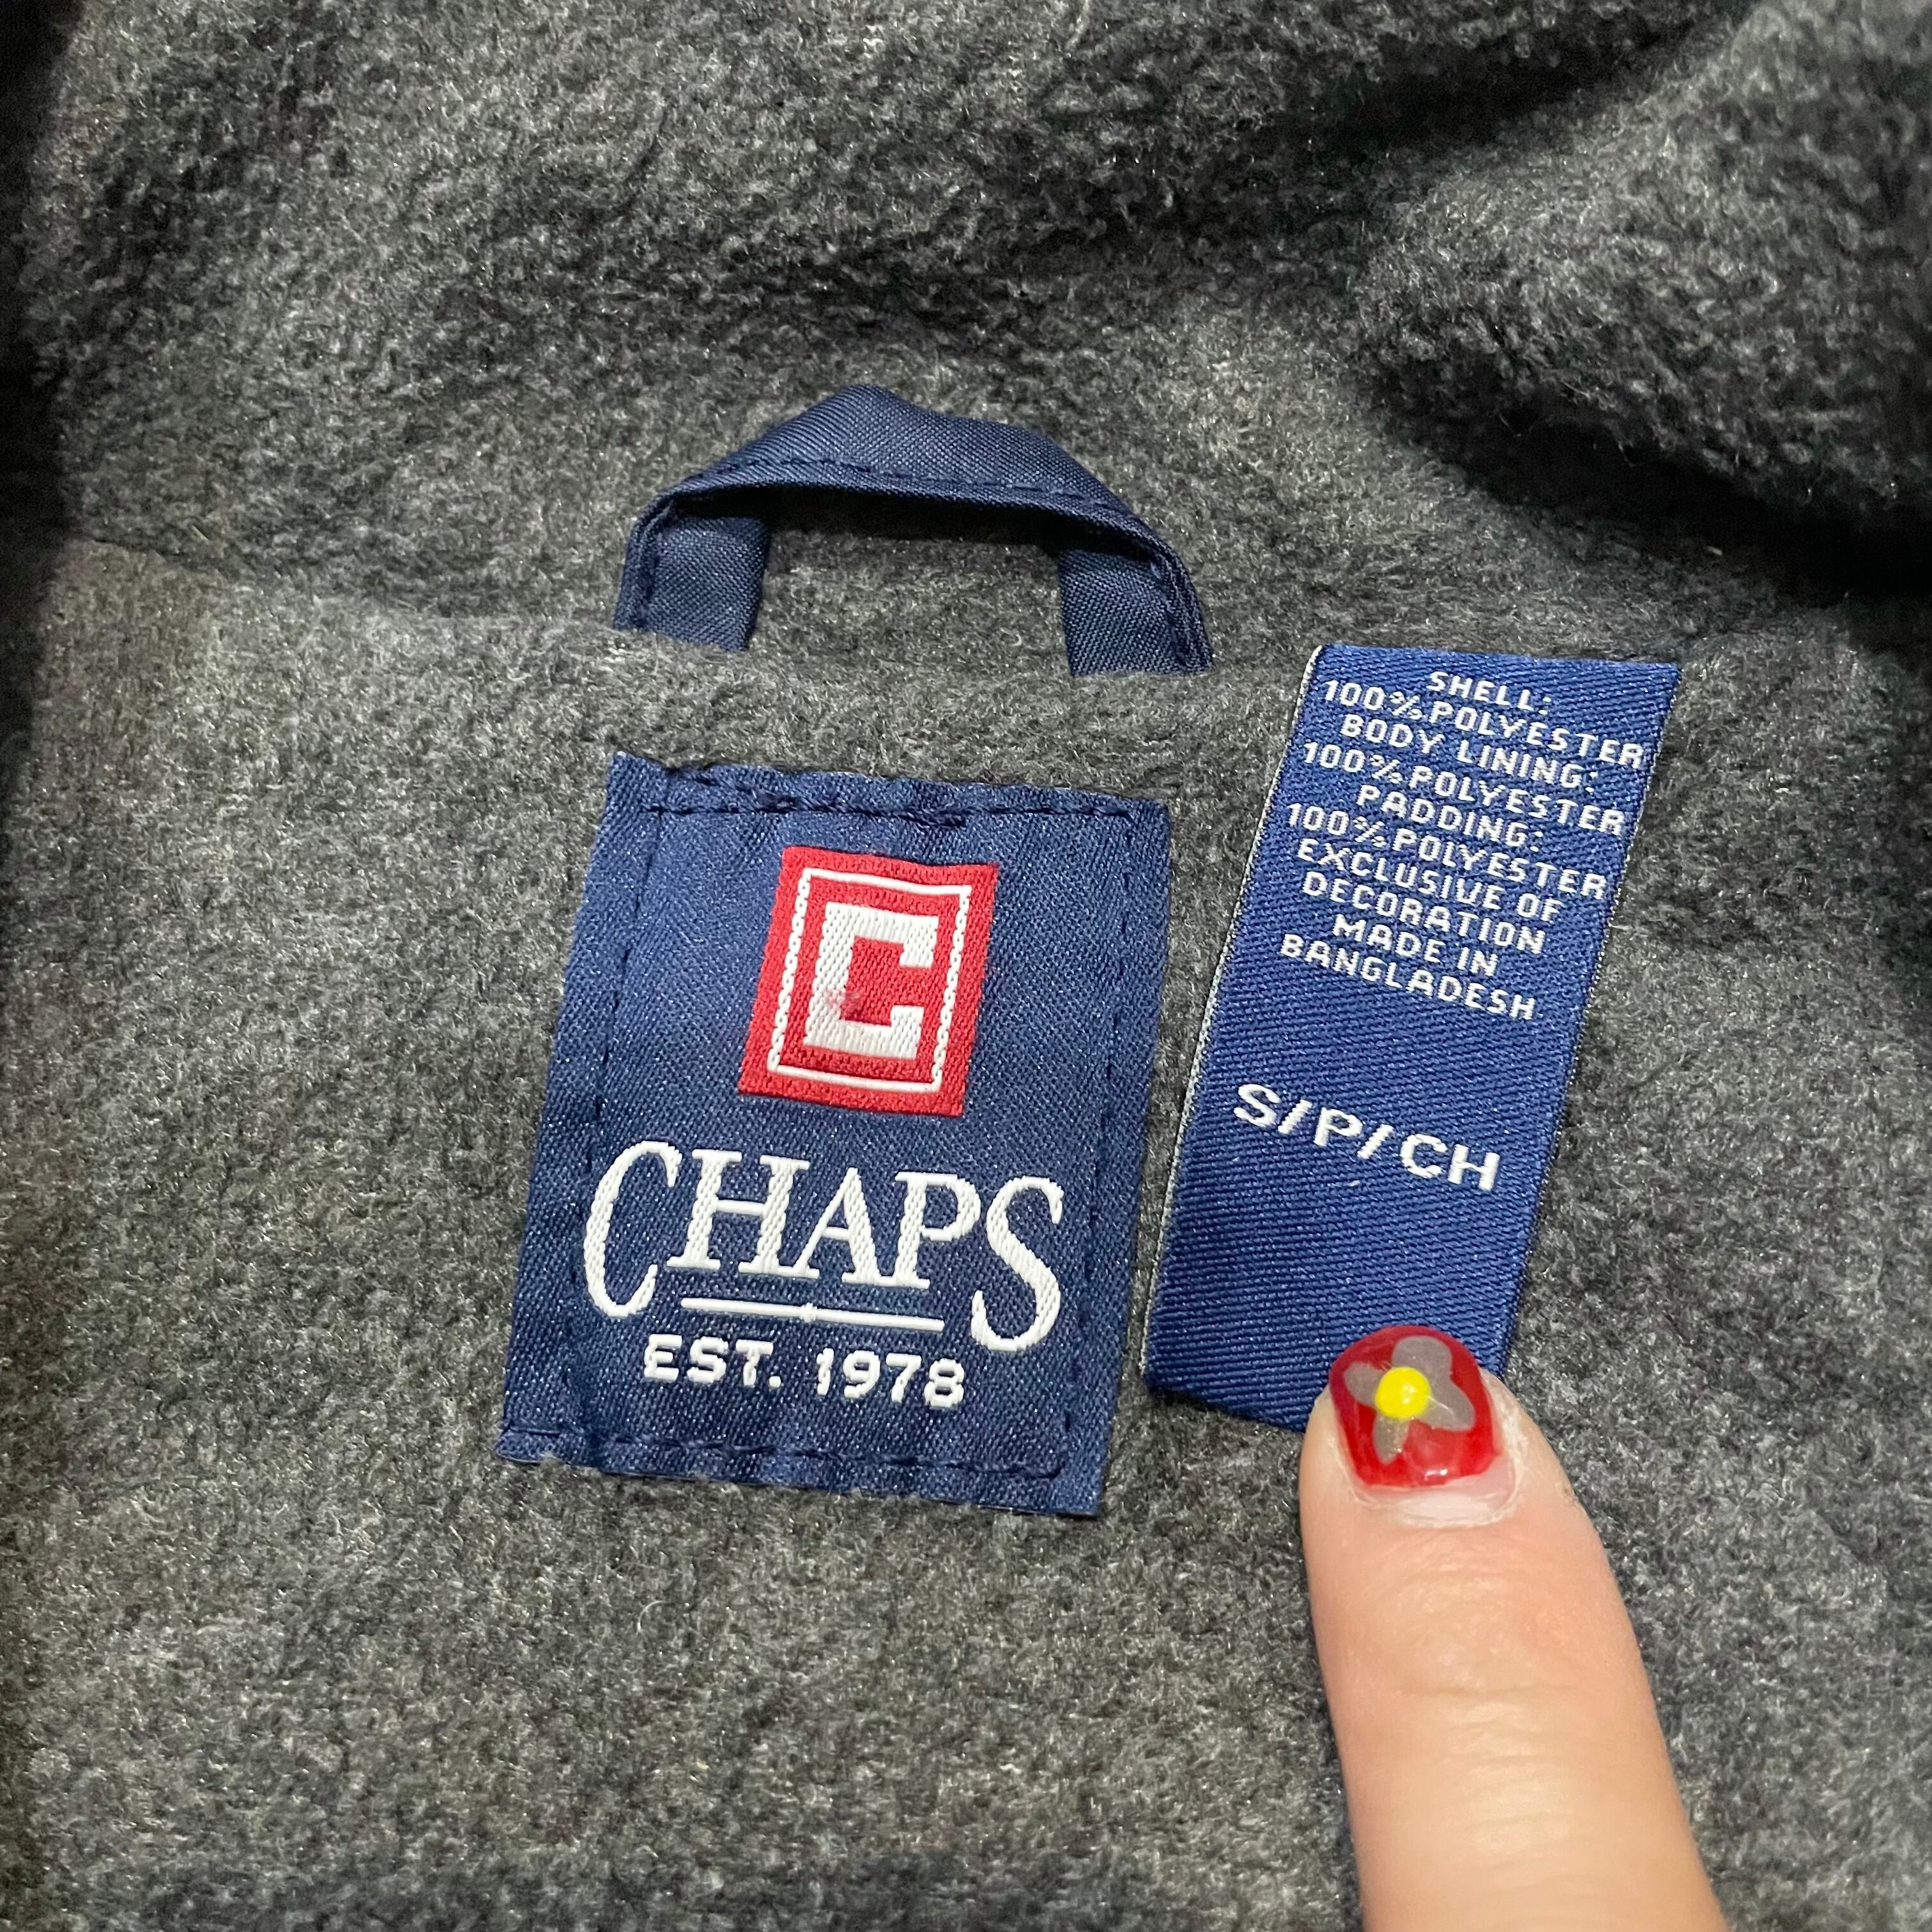 C
CHAPS
EST. 1978
SHELL:
100% POLYESTER
BODY LINING:
100% POLYESTER
PADDING:
100% POLYESTER
EXCLUSIVE OF
DECORATION
MADE IN
BANGLADESH
S/P/CH